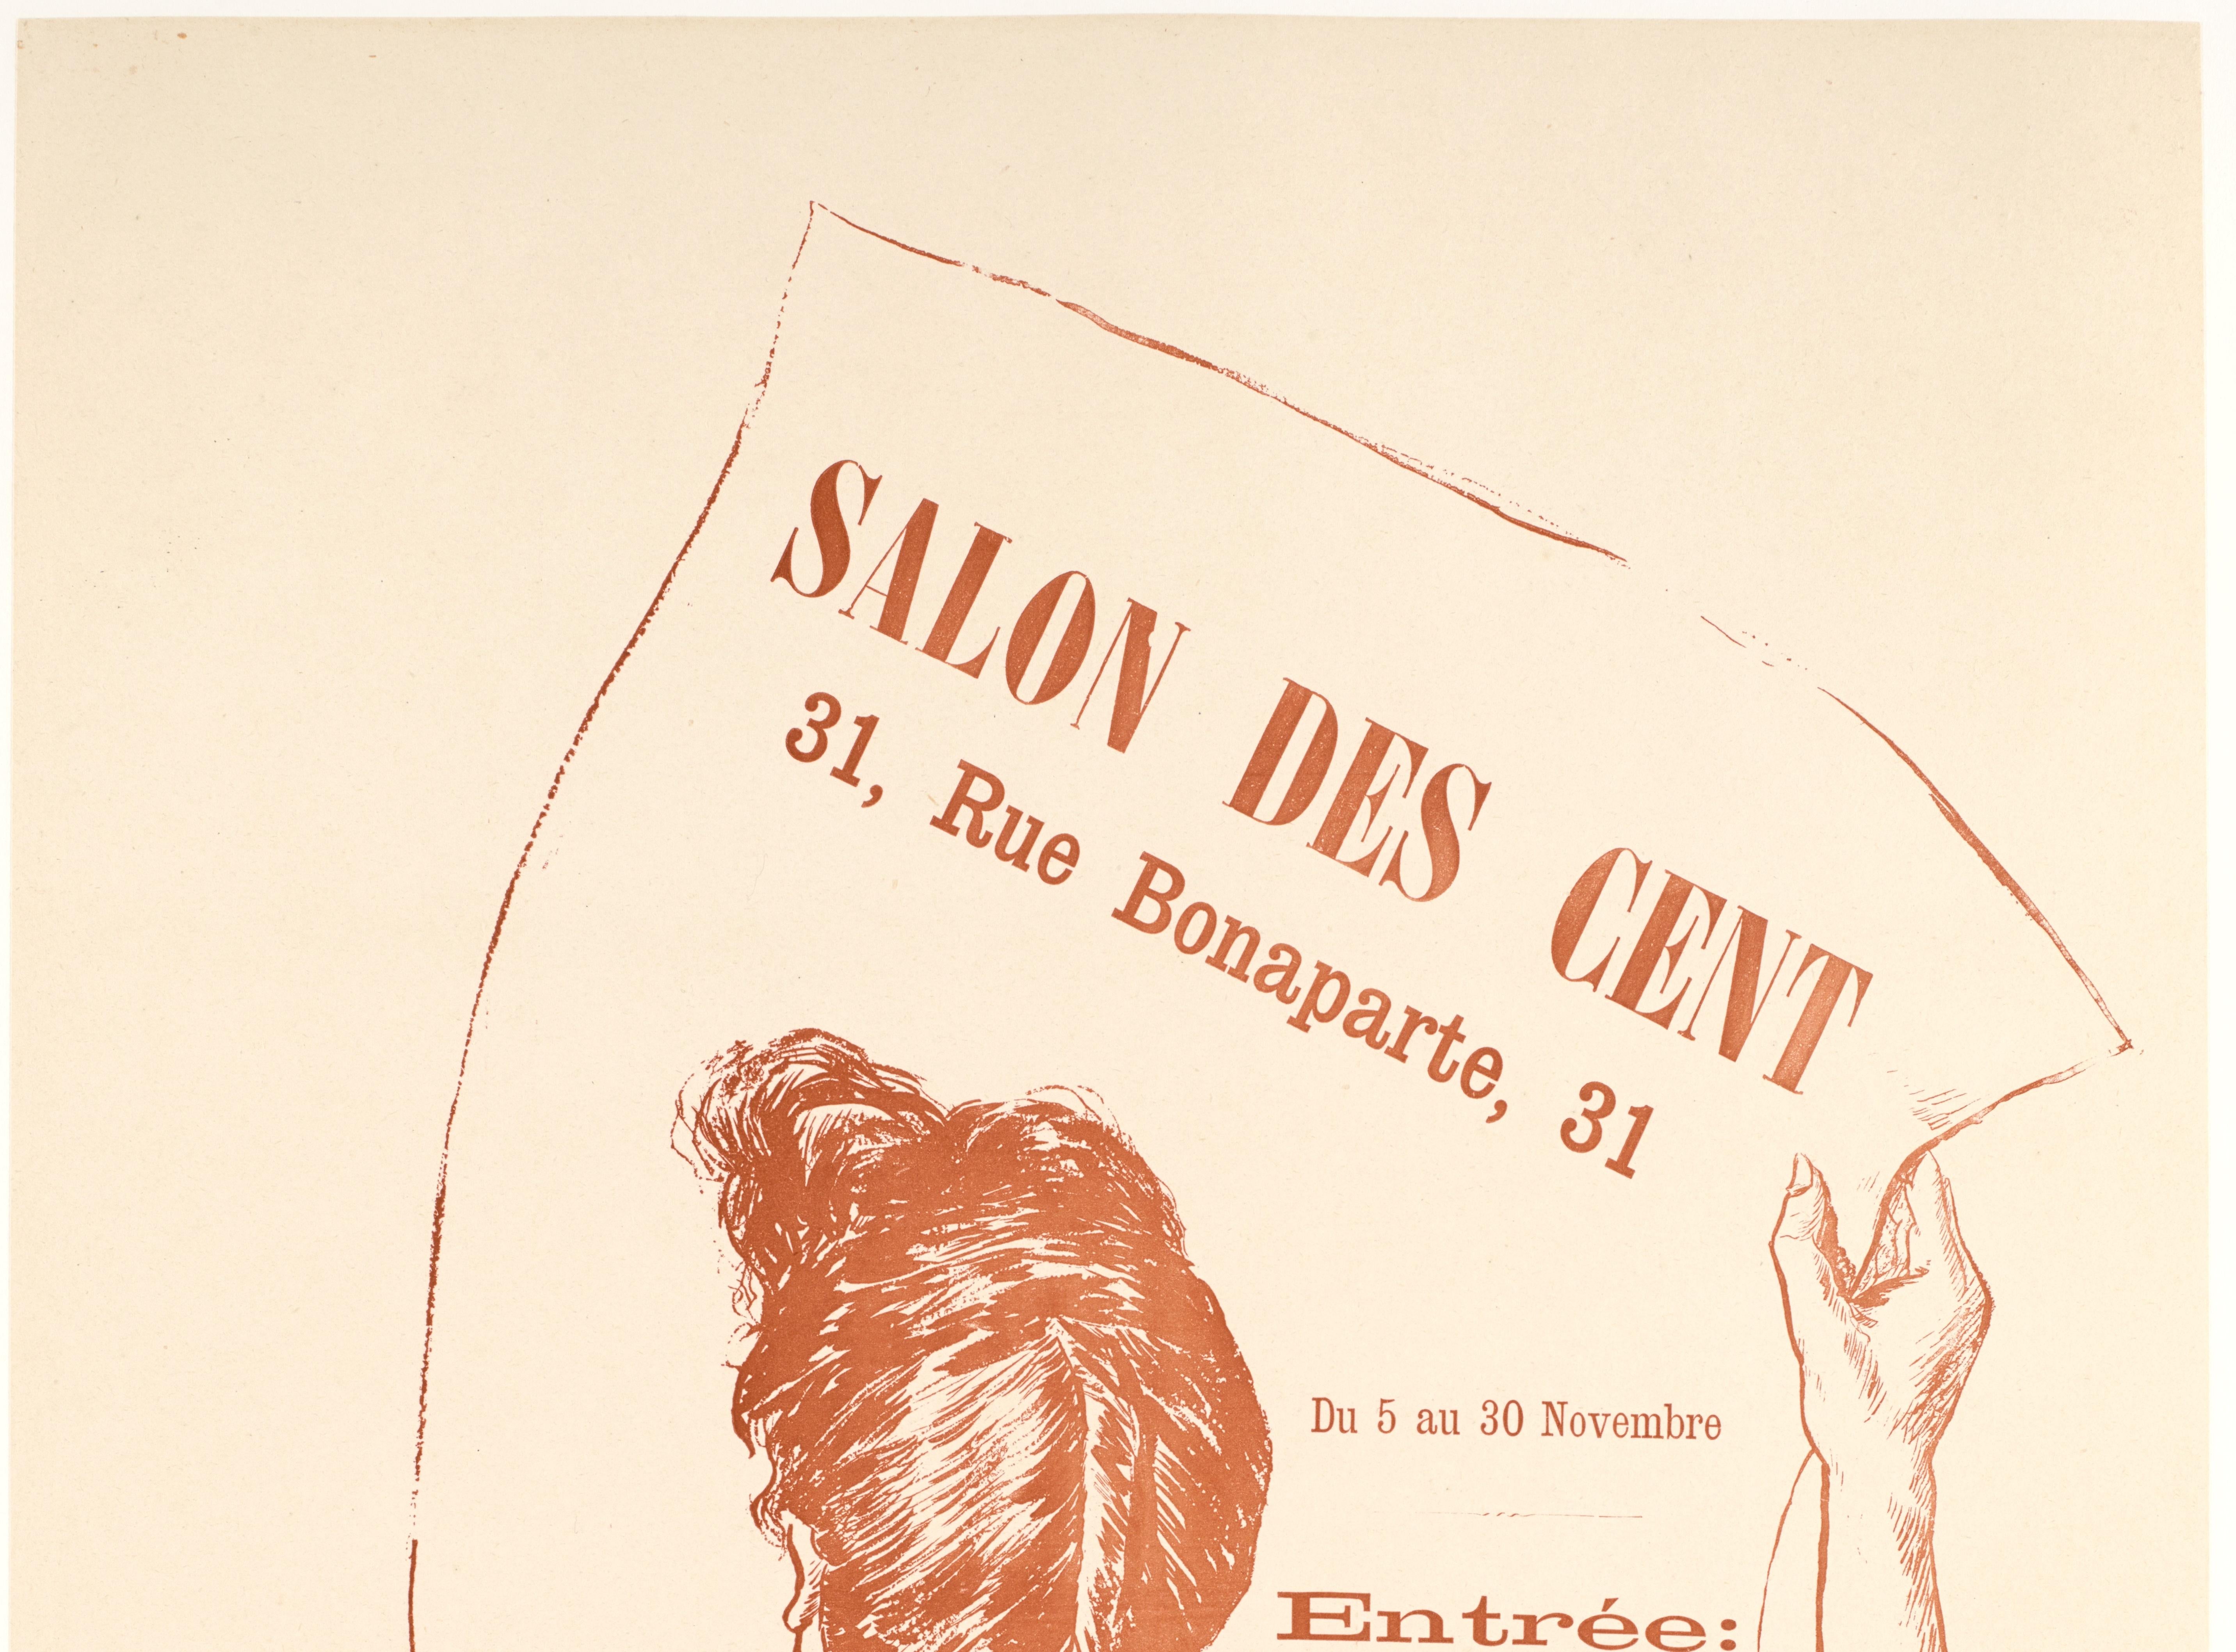 SALON DES CENT
31, Rue Bonaparte, 31
Du 5 au 30 Novembre
Entrée: